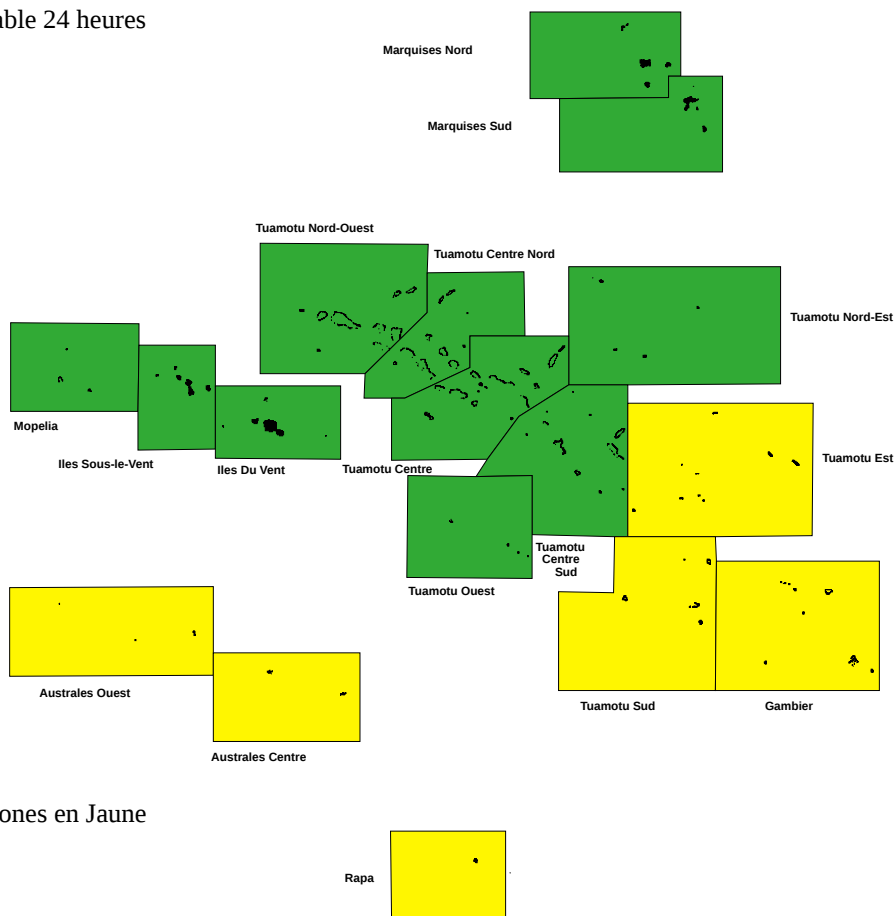 able 24 heures
Marquises Nord
Marquises Sud
Tuamotu Nord-Ouest
Tuamotu Centre Nord
Tuamotu Nord-Est
Mopelia
Iles Sous-le-Vent
Iles Du Vent
Tuamotu Centre
Tuamotu Est
Tuamotu
Centre
Sud
Tuamotu Ouest
Australes Ouest
Tuamotu Sud
Gambier
Australes Centre
ones en Jaune
Rapa